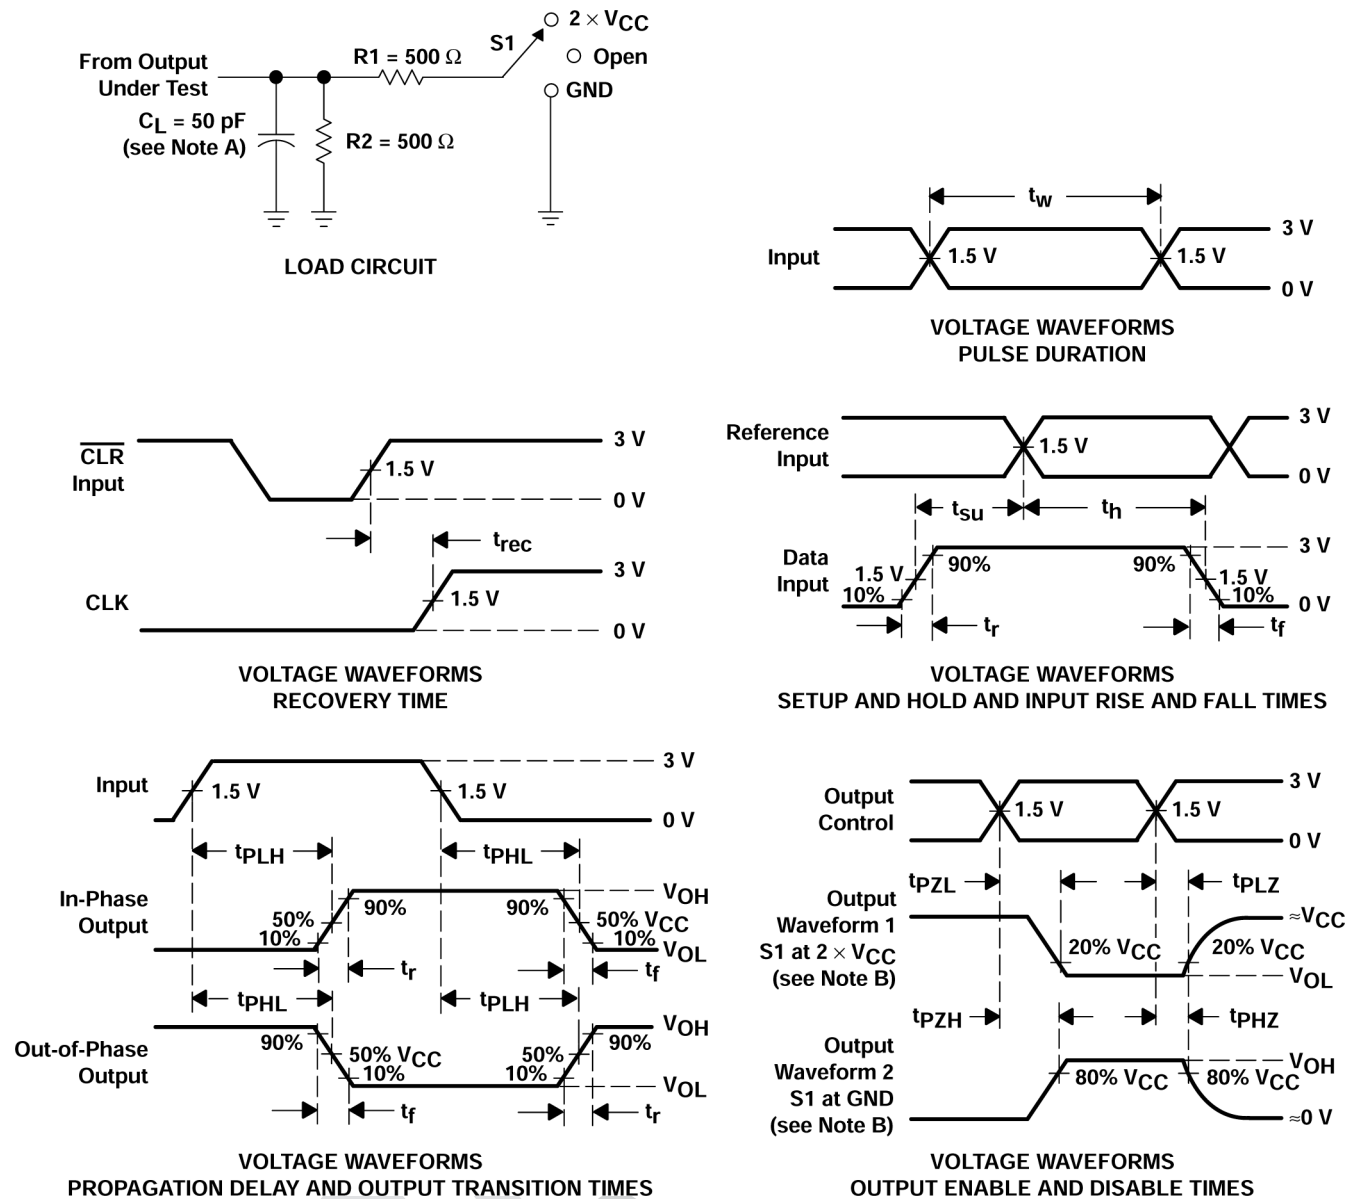 2 × VCC
S1
Open
GND
R1 = 500 Ω
From Output
Under Test
CL = 50 pF
(see Note A)
R2 = 500 Ω
LOAD CIRCUIT
tw
Input
1.5 V
1.5 V
3 V
0 V
VOLTAGE WAVEFORMS
PULSE DURATION
CLR
Input
1.5 V
3 V
0 V
trec
CLK
1.5 V
3 V
0 V
VOLTAGE WAVEFORMS
RECOVERY TIME
Reference
Input
1.5 V
3 V
0 V
tsu
th
Data
Input
1.5 V
10%
90%
90%
1.5 V
10%
3 V
0 V
tr
tf
VOLTAGE WAVEFORMS
SETUP AND HOLD AND INPUT RISE AND FALL TIMES
Input
1.5 V
1.5 V
3 V
0 V
tPLH
tPHL
In-Phase
Output
50%
10%
90%
90%
50% VCC
10%
VOH
VOL
tr
tf
tPHL
tPLH
Out-of-Phase
Output
90%
50% VCC
10%
50%
10%
90%
VOH
VOL
tf
tr
VOLTAGE WAVEFORMS
PROPAGATION DELAY AND OUTPUT TRANSITION TIMES
Output
Control
1.5 V
1.5 V
3 V
0 V
tPZL
tPLZ
Output
Waveform 1
S1 at 2 × VCC
(see Note B)
20% VCC
20% VCC
≈VCC
VOL
tPZH
tPHZ
Output
Waveform 2
S1 at GND
(see Note B)
80% VCC
80% VCC
VOH
≈0 V
VOLTAGE WAVEFORMS
OUTPUT ENABLE AND DISABLE TIMES